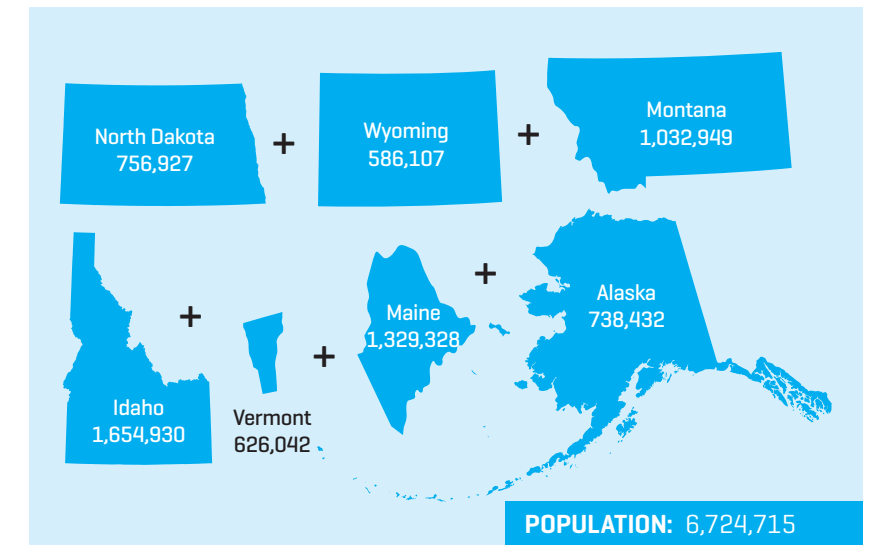 North Dakota
756,927
+
Wyoming
586,107
+
Montana
1,032,949
Idaho
1,654,930
+
Vermont
626,042
+
Maine
1,329,328
+
Alaska
738,432
POPULATION: 6,724,715